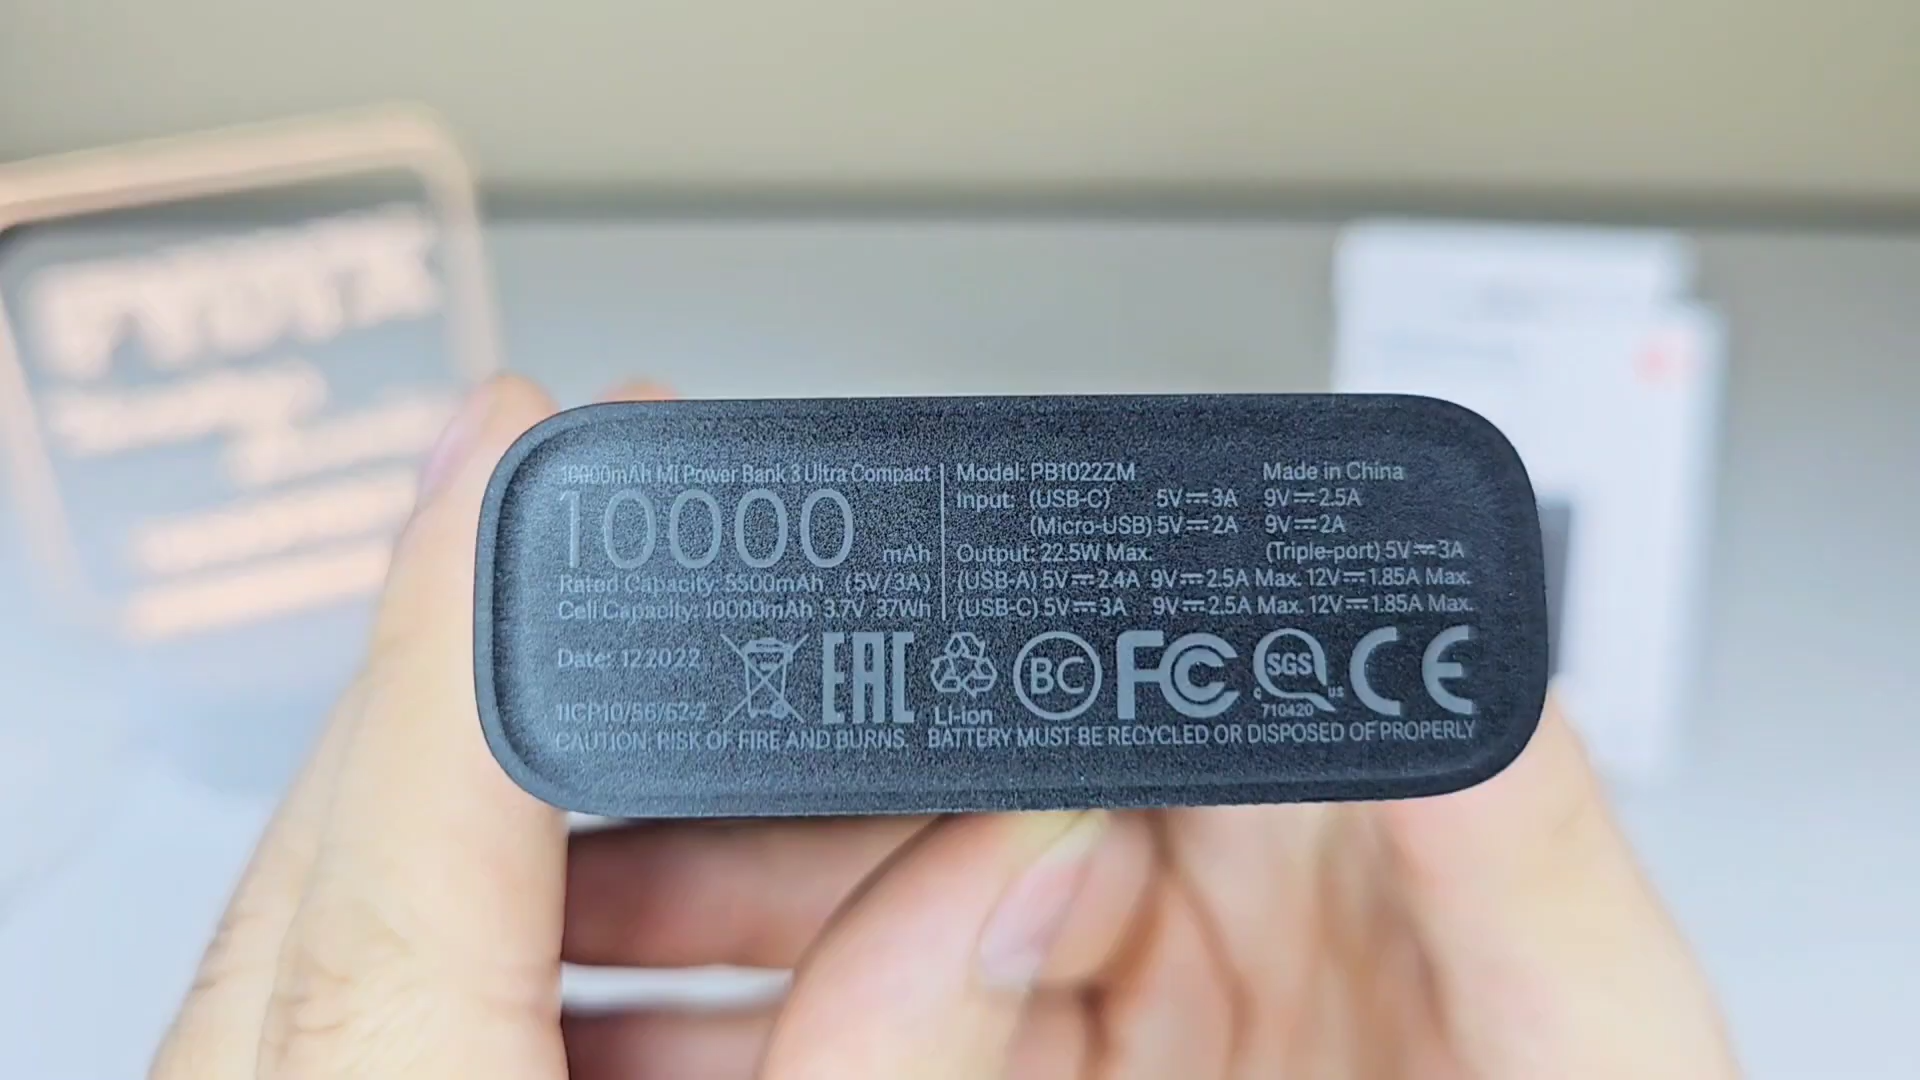 10000mAh Mi Power Bank 3 Ultra Compact
10000 mAh
Rated Capacity: 5500mAh (5V/3A)
Cell Capacity: 10000mAh 3.7V 37Wh
Model: PB1022ZM Made in China
Input: (USB-C) 5V⎓3A 9V⎓2.5A
(Micro-USB) 5V⎓2A 9V⎓2A
Output: 22.5W Max. (Triple-port) 5V⎓3A
(USB-A) 5V⎓2.4A 9V⎓2.5A Max. 12V⎓1.85A Max.
(USB-C) 5V⎓3A 9V⎓2.5A Max. 12V⎓1.85A Max.
Date: 122022
1ICP10/56/62-2
EAC
Li-ion
BC
FC
SGS
c us
710420
CE
CAUTION: RISK OF FIRE AND BURNS. BATTERY MUST BE RECYCLED OR DISPOSED OF PROPERLY